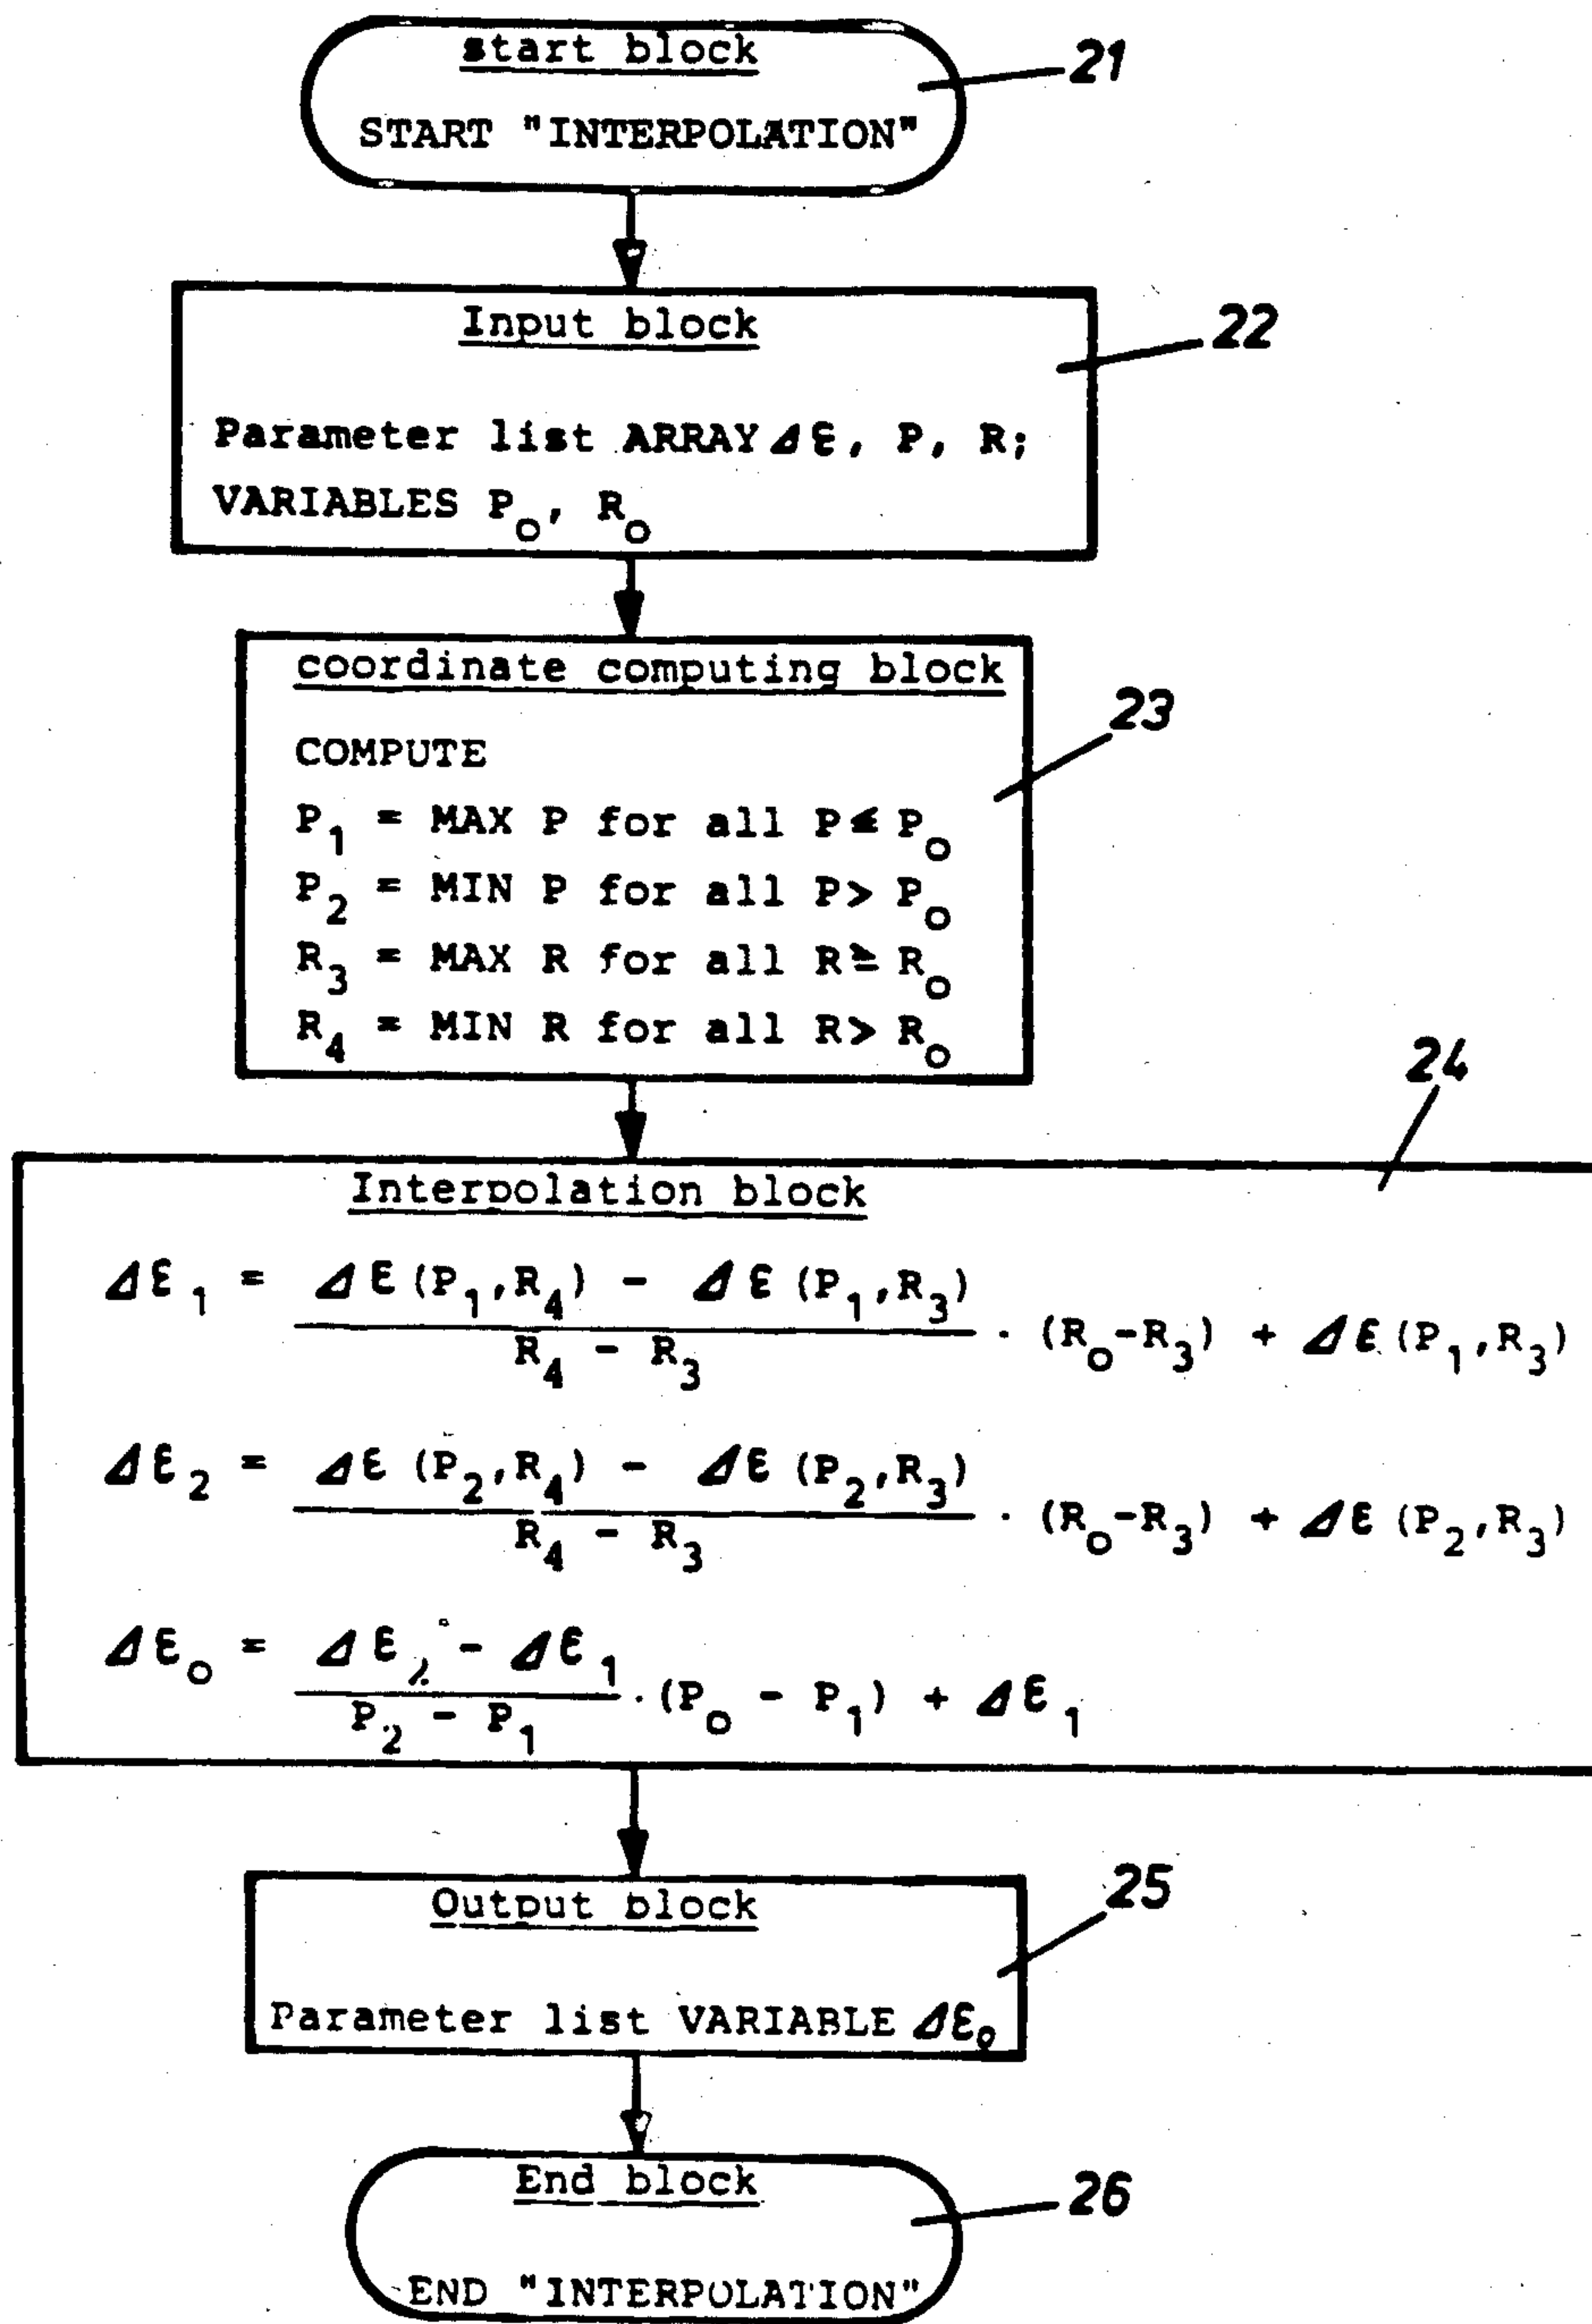 start block
21
START "INTERPOLATION"
Input block
22
Parameter list ARRAY Δε, P, R;
VARIABLES P₀, R₀
coordinate computing block
23
COMPUTE
P₁ = MAX P for all P ≤ P₀
P₂ = MIN P for all P > P₀
R₃ = MAX R for all R ≥ R₀
R₄ = MIN R for all R > R₀
24
Interpolation block
Δε₁ = Δε (P₁,R₄) - Δε (P₁,R₃) / R₄ - R₃ · (R₀-R₃) + Δε (P₁,R₃)
Δε₂ = Δε (P₂,R₄) - Δε (P₂,R₃) / R₄ - R₃ · (R₀-R₃) + Δε (P₂,R₃)
Δε₀ = Δε₂ - Δε₁ / P₂ - P₁ · (P₀ - P₁) + Δε₁
Output block
25
Parameter list VARIABLE Δε₀
End block
26
END "INTERPOLATION"